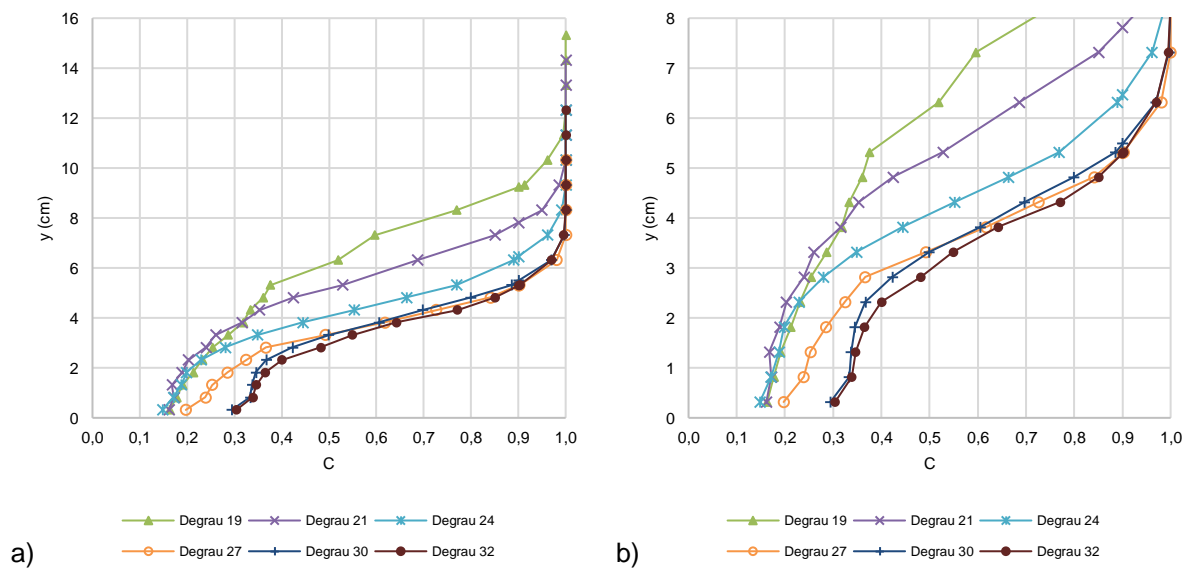 16
14
12
10
8
6
4
2
0
y (cm)
0,0 0,1 0,2 0,3 0,4 0,5 0,6 0,7 0,8 0,9 1,0
C
Degrau 19 Degrau 21 Degrau 24
Degrau 27 Degrau 30 Degrau 32
a)
8
7
6
5
4
3
2
1
0
y (cm)
0,0 0,1 0,2 0,3 0,4 0,5 0,6 0,7 0,8 0,9 1,0
C
Degrau 19 Degrau 21 Degrau 24
Degrau 27 Degrau 30 Degrau 32
b)